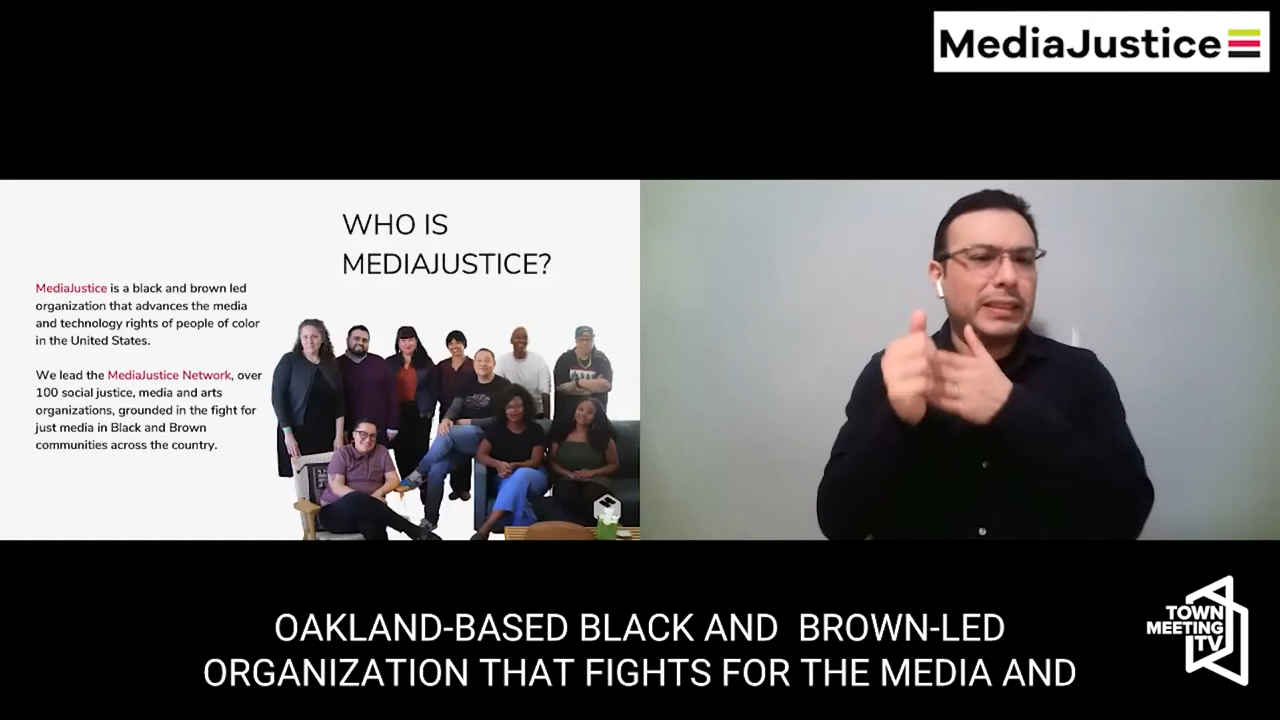 MediaJustice
WHO IS
MEDIAJUSTICE?
MediaJustice is a black and brown led
organization that advances the media
and technology rights of people of color
in the United States.
We lead the MediaJustice Network, over
100 social justice, media and arts
organizations, grounded in the fight for
just media in Black and Brown
communities across the country.
OAKLAND-BASED BLACK AND  BROWN-LED
ORGANIZATION THAT FIGHTS FOR THE MEDIA AND
TOWN
MEETING
TV